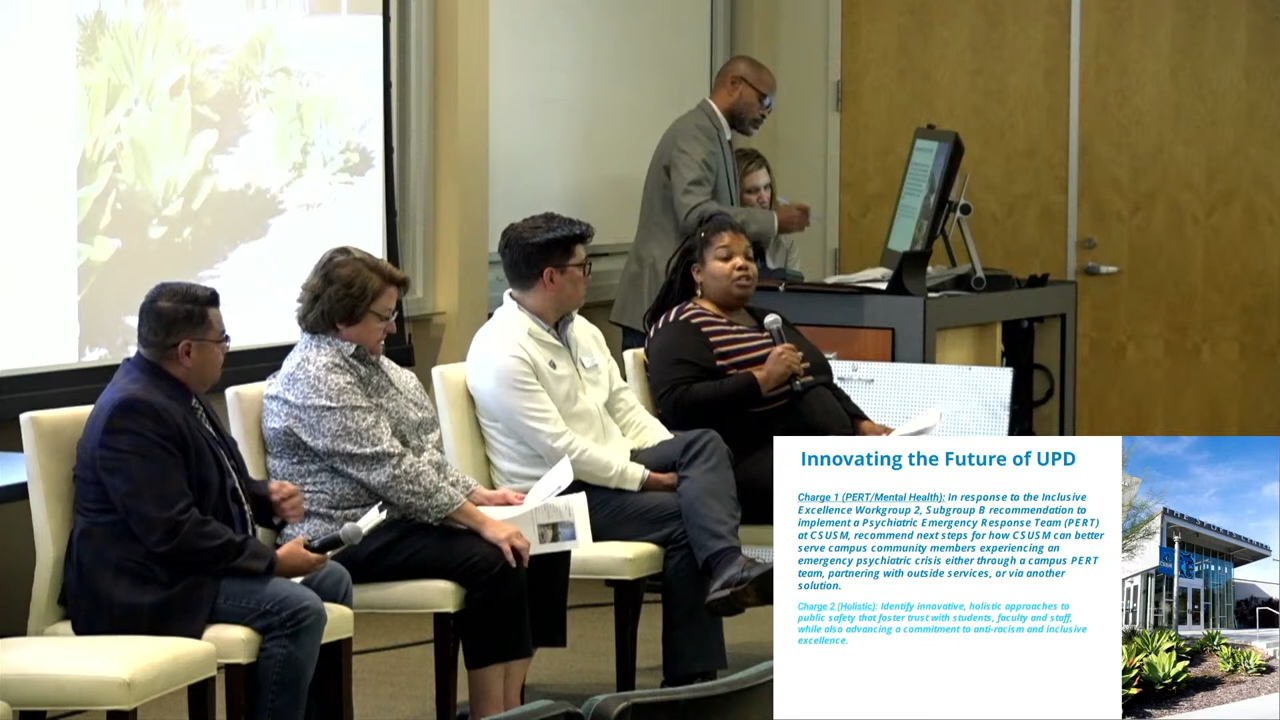 Innovating the Future of UPD
Charge 1 (PERT/Mental Health): In response to the Inclusive
Excellence Workgroup 2, Subgroup B recommendation to
implement a Psychiatric Emergency Response Team (PERT)
at CSUSM, recommend next steps for how CSUSM can better
serve campus community members experiencing an
emergency psychiatric crisis either through a campus PERT
team, partnering with outside services, or via another
solution.
Charge 2 (Holistic): Identify innovative, holistic approaches to
public safety that foster trust with students, faculty and staff,
while also advancing a commitment to anti-racism and inclusive
excellence.